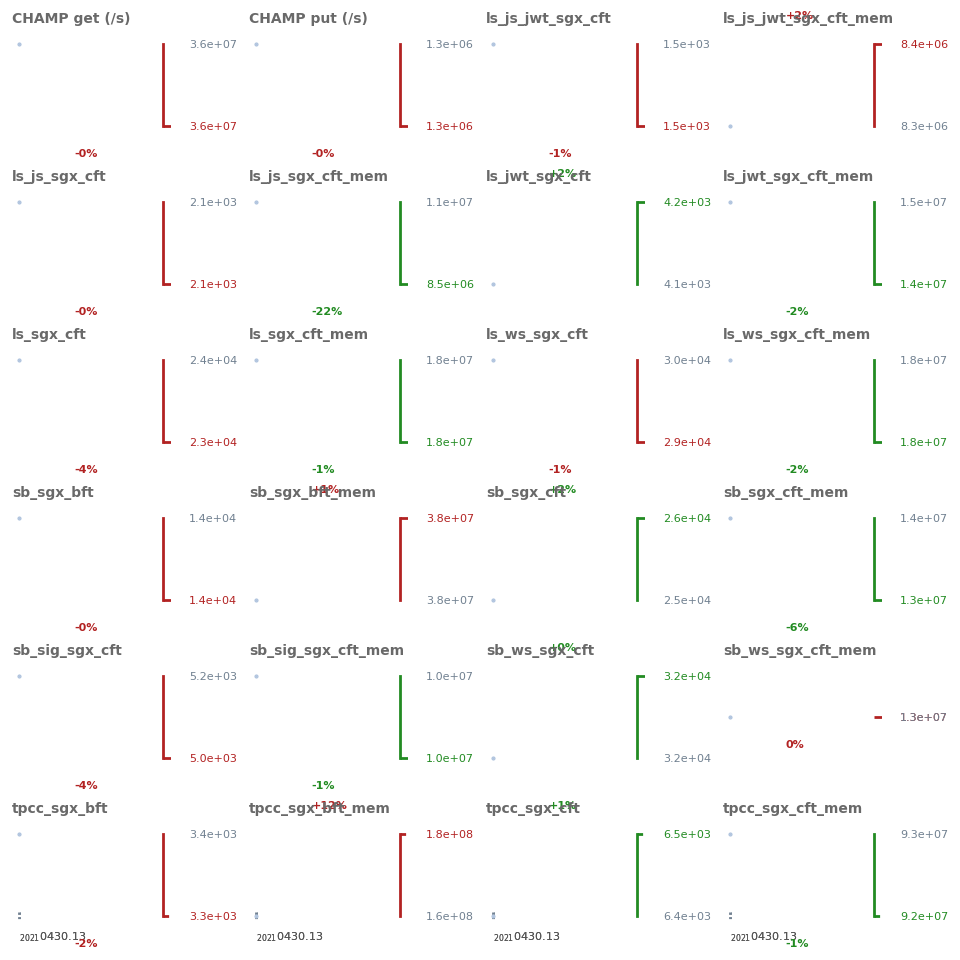 CHAMP get (/s)
3.6e+07
3.6e+07
-0%
CHAMP put (/s)
1.3e+06
1.3e+06
-0%
ls_js_jwt_sgx_cft
1.5e+03
1.5e+03
-1%
ls_js_jwt_sgx_cft_mem
+2%
8.4e+06
8.3e+06
ls_js_sgx_cft
2.1e+03
2.1e+03
-0%
ls_js_sgx_cft_mem
1.1e+07
8.5e+06
-22%
ls_jwt_sgx_cft
+2%
4.2e+03
4.1e+03
ls_jwt_sgx_cft_mem
1.5e+07
1.4e+07
-2%
ls_sgx_cft
2.4e+04
2.3e+04
-4%
ls_sgx_cft_mem
1.8e+07
1.8e+07
-1%
ls_ws_sgx_cft
3.0e+04
2.9e+04
-1%
ls_ws_sgx_cft_mem
1.8e+07
1.8e+07
-2%
sb_sgx_bft
1.4e+04
1.4e+04
-0%
sb_sgx_bft_mem
3.8e+07
3.8e+07
sb_sgx_cft
2.6e+04
2.5e+04
sb_sgx_cft_mem
1.4e+07
1.3e+07
-6%
sb_sig_sgx_cft
5.2e+03
5.0e+03
-4%
sb_sig_sgx_cft_mem
1.0e+07
1.0e+07
-1%
sb_ws_sgx_cft
+0%
3.2e+04
3.2e+04
sb_ws_sgx_cft_mem
1.3e+07
0%
tpcc_sgx_bft
3.4e+03
3.3e+03
-2%
20210430.13
tpcc_sgx_bft_mem
+12%
1.8e+08
1.6e+08
20210430.13
tpcc_sgx_cft
+1%
6.5e+03
6.4e+03
20210430.13
tpcc_sgx_cft_mem
9.3e+07
9.2e+07
-1%
20210430.13